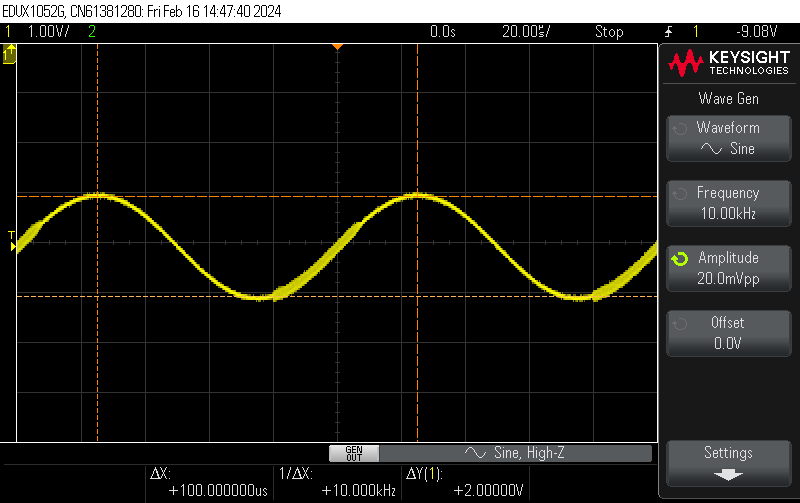 EDUX1052G, CN61381280: Fri Feb 16 14:47:40 2024
1 1.00V/ 2 0.0s 20.00us/ Stop 1 -9.08V
1
KEYSIGHT
TECHNOLOGIES
Wave Gen
Waveform
Sine
Frequency
10.00kHz
T
Amplitude
20.0mVpp
Offset
0.0V
GEN
OUT
Sine, High-Z
Settings
ΔX:
+100.000000us
1/ΔX:
+10.000kHz
ΔY(1):
+2.00000V